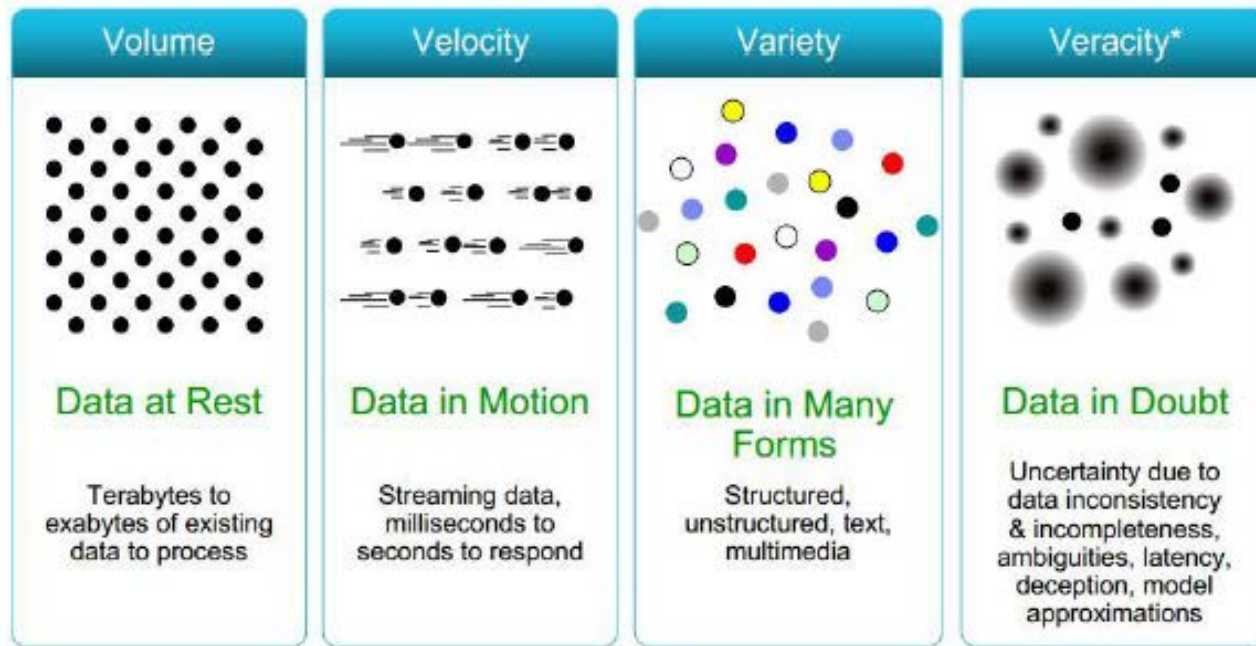 Volume
Data at Rest
Terabytes to
exabytes of existing
data to process
Velocity
Data in Motion
Streaming data,
milliseconds to
seconds to respond
Variety
Data in Many
Forms
Structured,
unstructured, text,
multimedia
Veracity*
Data in Doubt
Uncertainty due to
data inconsistency
& incompleteness,
ambiguities, latency,
deception, model
approximations